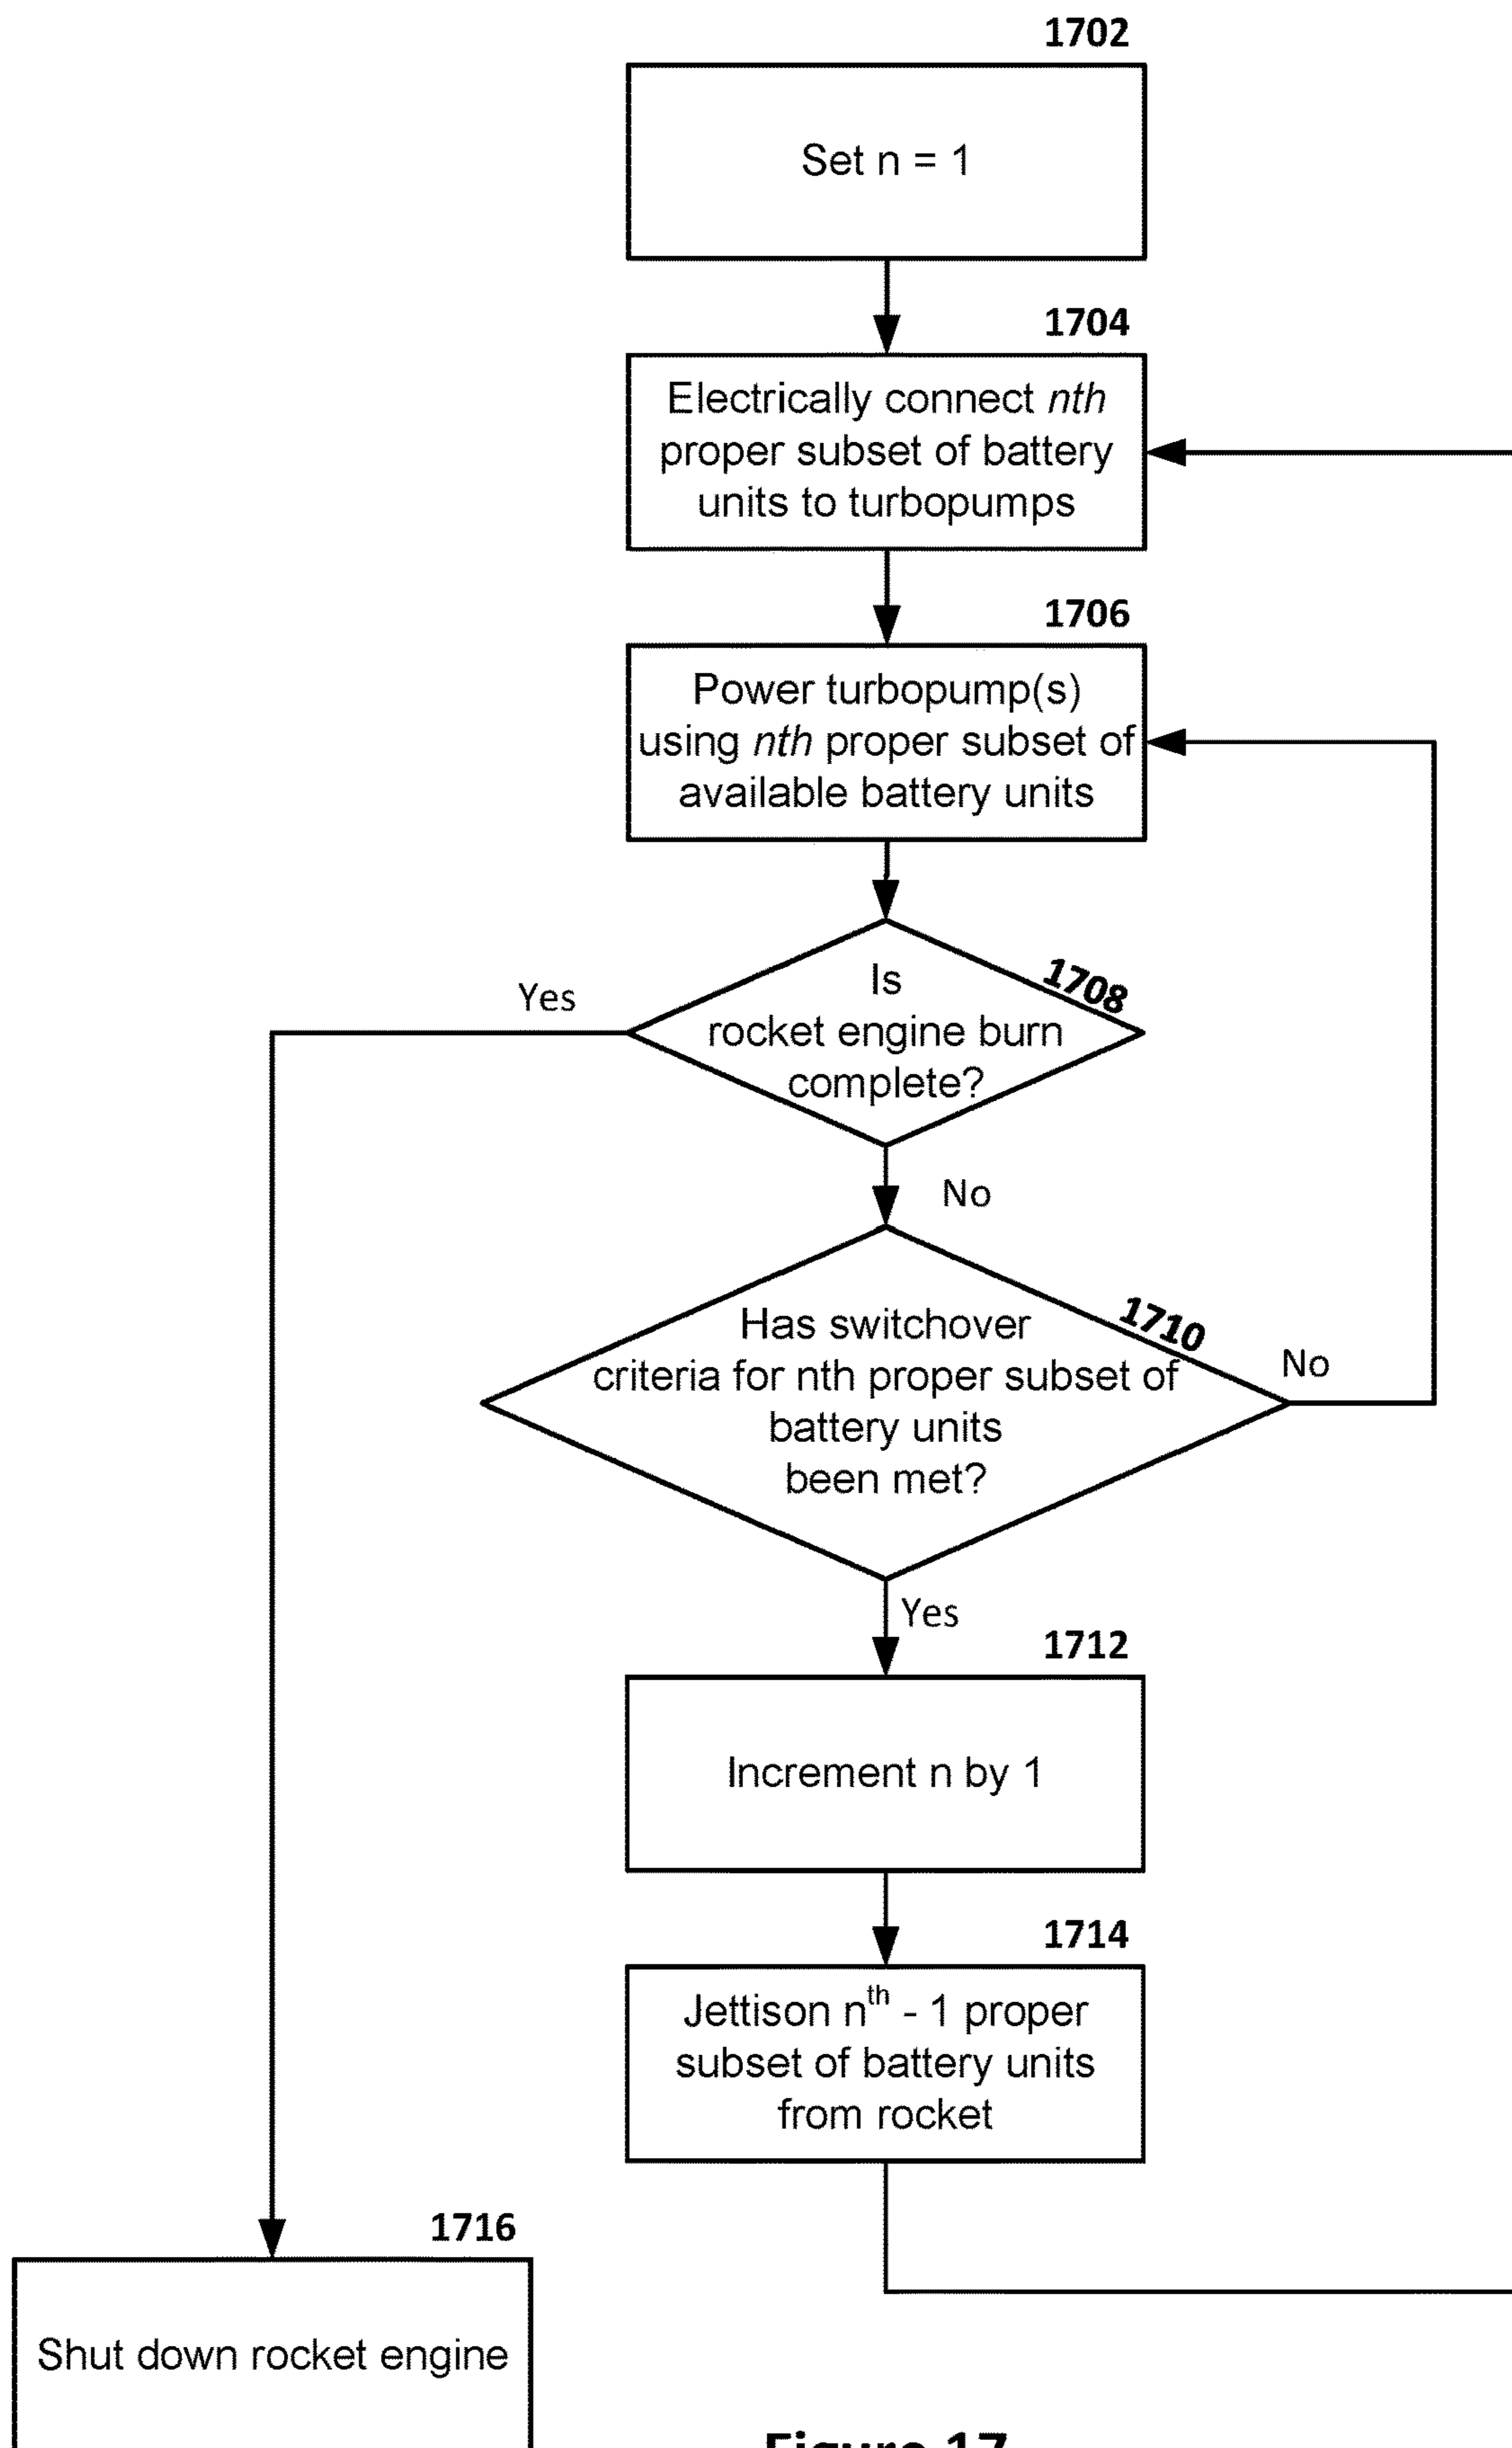 1702
Set n = 1
1704
Electrically connect nth
proper subset of battery
units to turbopumps
1706
Power turbopump(s)
using nth proper subset of
available battery units
1708
Is
rocket engine burn
complete?
Yes
No
1710
Has switchover
criteria for nth proper subset of
battery units
been met?
No
Yes
1712
Increment n by 1
1714
Jettison nth - 1 proper
subset of battery units
from rocket
1716
Shut down rocket engine
Figure 17